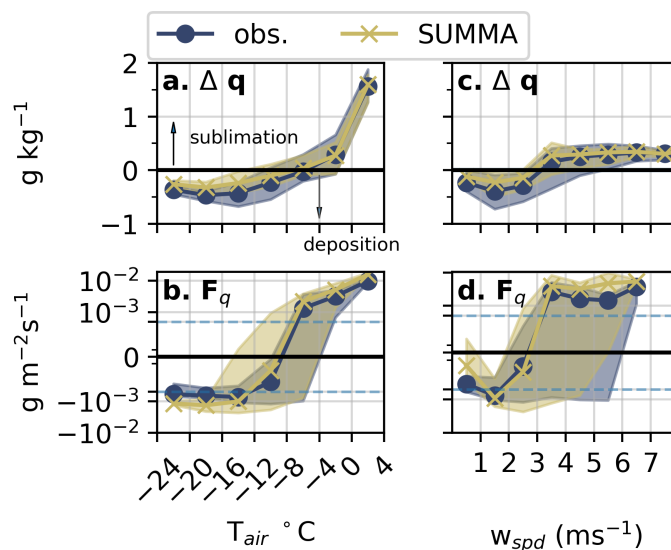 obs. SUMMA
a. Δ q
c. Δ q
2
1
0
−1
g kg⁻¹
sublimation
deposition
b. F_q
d. F_q
10⁻²
10⁻³
0
−10⁻³
−10⁻²
g m⁻²s⁻¹
−24 −20 −16 −12 −8 −4 0 4
1 2 3 4 5 6 7
T_air °C
w_spd (ms⁻¹)